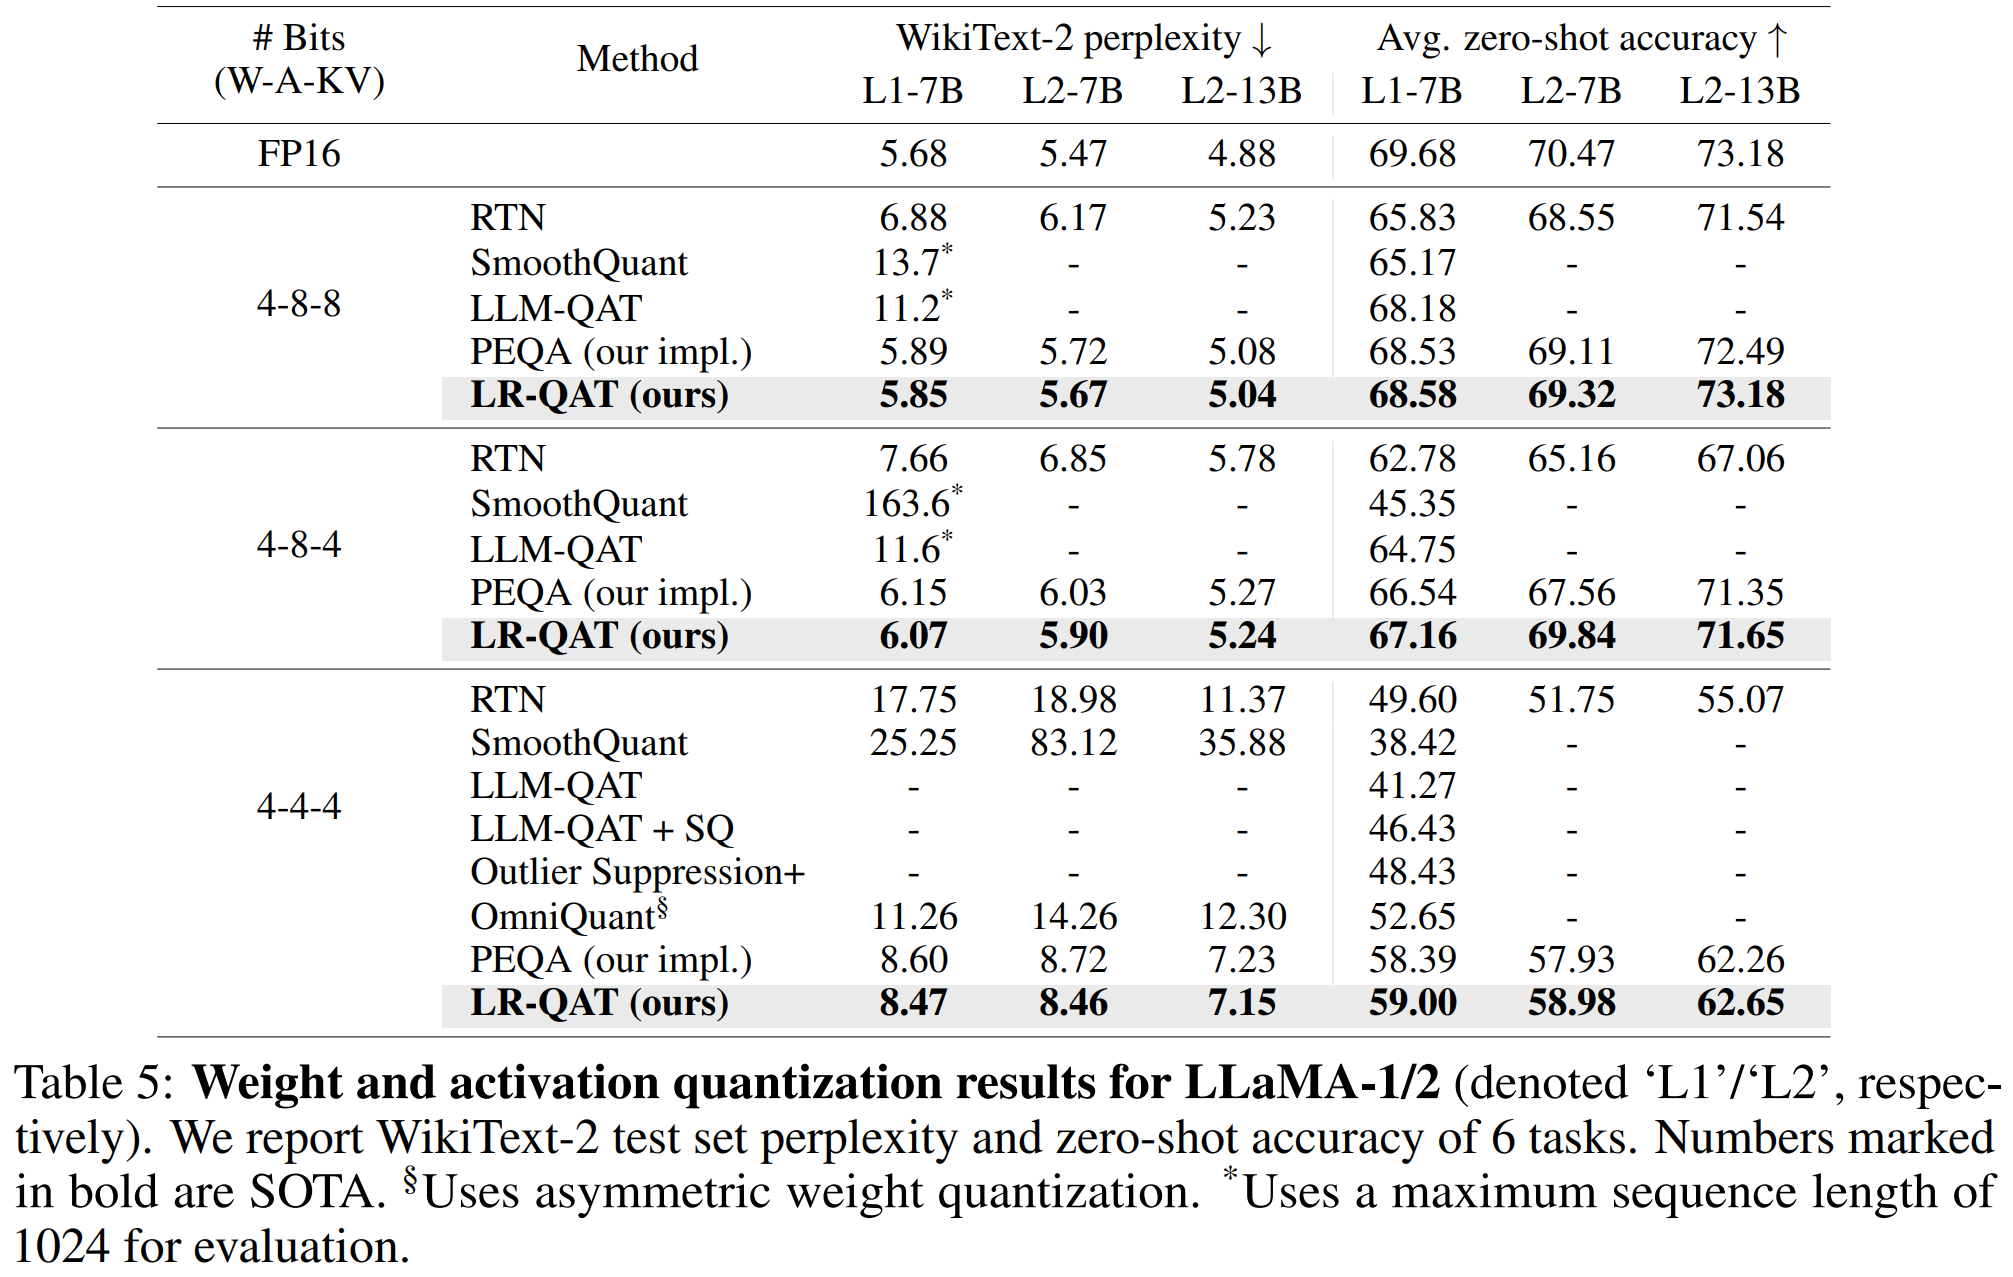 # Bits Method WikiText-2 perplexity ↓ Avg. zero-shot accuracy ↑
(W-A-KV) L1-7B L2-7B L2-13B L1-7B L2-7B L2-13B
FP16 5.68 5.47 4.88 69.68 70.47 73.18
RTN 6.88 6.17 5.23 65.83 68.55 71.54
SmoothQuant 13.7* - - 65.17 - -
4-8-8 LLM-QAT 11.2* - - 68.18 - -
PEQA (our impl.) 5.89 5.72 5.08 68.53 69.11 72.49
LR-QAT (ours) 5.85 5.67 5.04 68.58 69.32 73.18
RTN 7.66 6.85 5.78 62.78 65.16 67.06
SmoothQuant 163.6* - - 45.35 - -
4-8-4 LLM-QAT 11.6* - - 64.75 - -
PEQA (our impl.) 6.15 6.03 5.27 66.54 67.56 71.35
LR-QAT (ours) 6.07 5.90 5.24 67.16 69.84 71.65
RTN 17.75 18.98 11.37 49.60 51.75 55.07
SmoothQuant 25.25 83.12 35.88 38.42 - -
LLM-QAT - - - 41.27 - -
4-4-4 LLM-QAT + SQ - - - 46.43 - -
Outlier Suppression+ - - - 48.43 - -
OmniQuant§ 11.26 14.26 12.30 52.65 - -
PEQA (our impl.) 8.60 8.72 7.23 58.39 57.93 62.26
LR-QAT (ours) 8.47 8.46 7.15 59.00 58.98 62.65
Table 5: Weight and activation quantization results for LLaMA-1/2 (denoted ‘L1’/‘L2’, respec-
tively). We report WikiText-2 test set perplexity and zero-shot accuracy of 6 tasks. Numbers marked
in bold are SOTA. §Uses asymmetric weight quantization. *Uses a maximum sequence length of
1024 for evaluation.